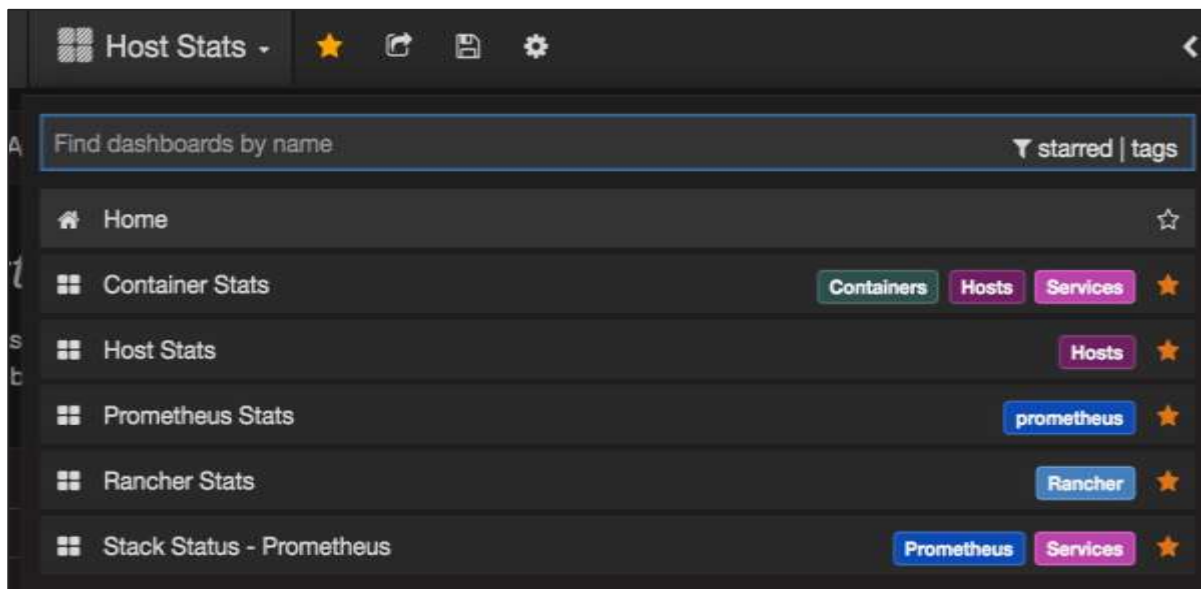 Host Stats
Find dashboards by name starred | tags
Home
Container Stats Containers Hosts Services
Host Stats Hosts
Prometheus Stats prometheus
Rancher Stats Rancher
Stack Status - Prometheus Prometheus Services